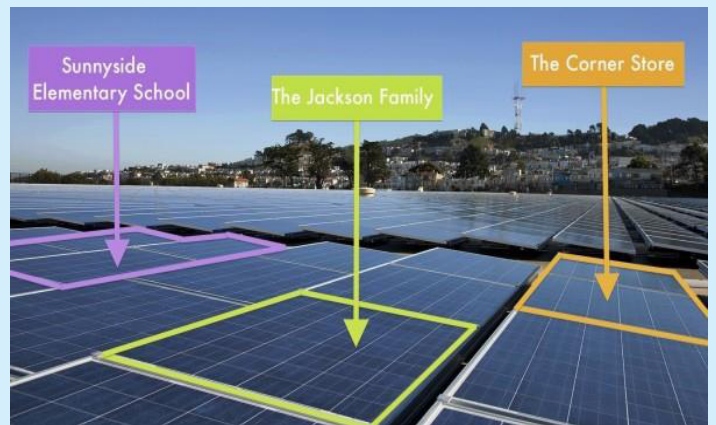 Sunnyside
Elementary School
The Jackson Family
The Corner Store